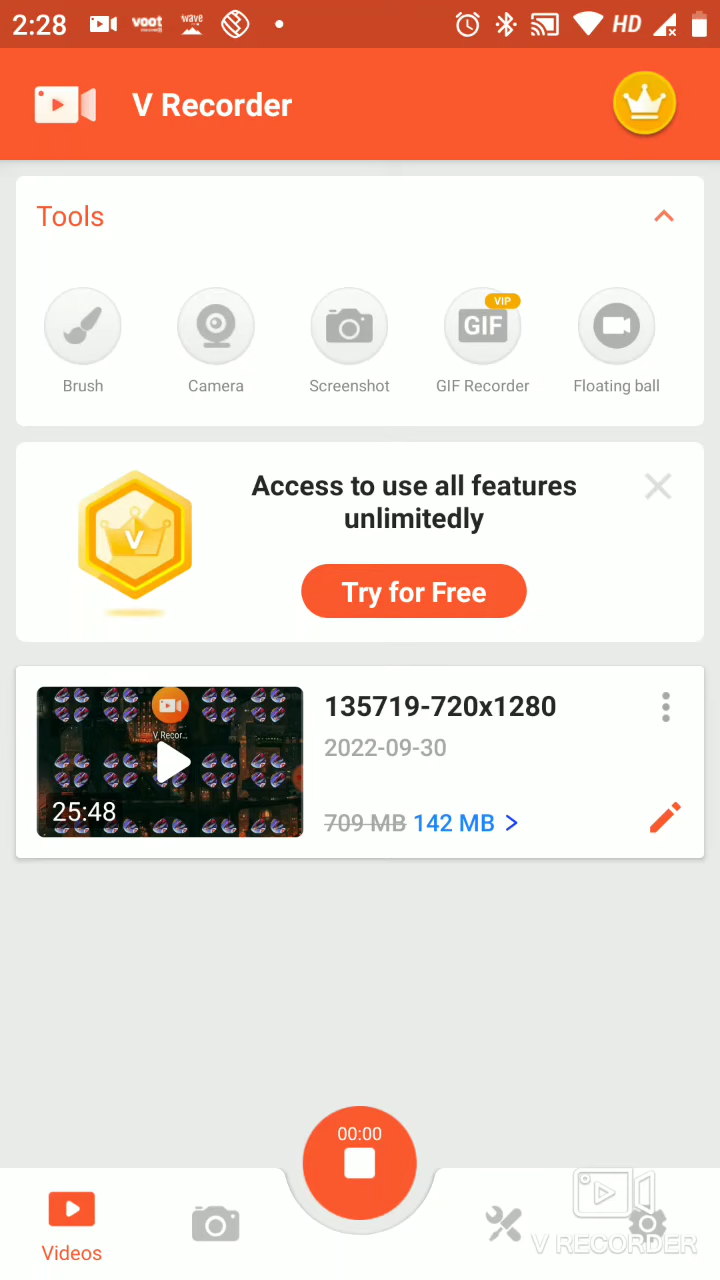 2:28
voot
wave
HD
V Recorder
Tools
VIP
GIF
Brush
Camera
Screenshot
GIF Recorder
Floating ball
Access to use all features
unlimitedly
V
Try for Free
135719-720x1280
2022-09-30
V Recor...
25:48
709 MB 142 MB >
00:00
Videos
V RECORDER